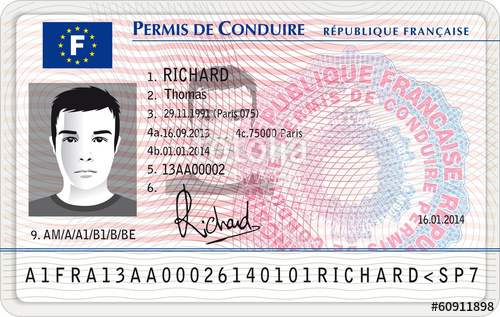 PERMIS DE CONDUIRE RÉPUBLIQUE FRANÇAISE
F
1. RICHARD
2. Thomas
3. 29.11.1991 (Paris 075)
4a.16.09.2013 4c.75000 Paris
4b.01.01.2014
5. 13AA00002
6.
Richard
fotolia
RÉPUBLIQUE FRANÇAISE
PERMIS DE CONDUIRE
16.01.2014
9. AM/A/A1/B1/B/BE
A1FRA13AA00026140101RICHARD<SP7
#60911898